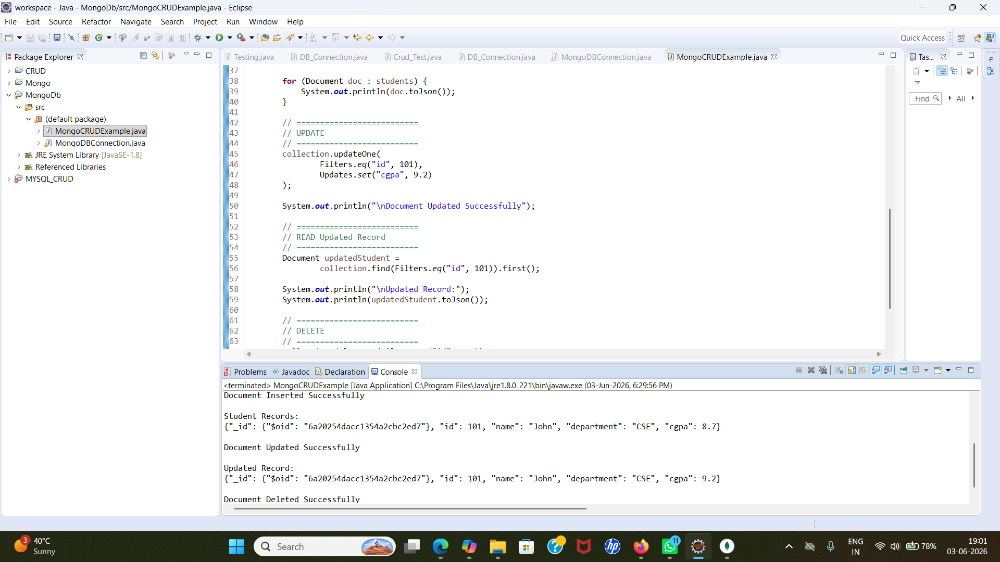 workspace - Java - MongoDb/src/MongoCRUDExample.java - Eclipse
File Edit Source Refactor Navigate Search Project Run Window Help
Quick Access
Package Explorer
CRUD
Mongo
MongoDb
src
(default package)
MongoCRUDExample.java
MongoDBConnection.java
JRE System Library [JavaSE-1.8]
Referenced Libraries
MYSQL_CRUD
Testing.java DB_Connection.java Crud_Test.java DB_Connection.java MongoDBConnection.java MongoCRUDExample.java
37
38 for (Document doc : students) {
39 System.out.println(doc.toJson());
40 }
41
42 // ==========================
43 // UPDATE
44 // ==========================
45 collection.updateOne(
46 Filters.eq("id", 101),
47 Updates.set("cgpa", 9.2)
48 );
49
50 System.out.println("\nDocument Updated Successfully");
51
52 // ==========================
53 // READ Updated Record
54 // ==========================
55 Document updatedStudent =
56 collection.find(Filters.eq("id", 101)).first();
57
58 System.out.println("\nUpdated Record:");
59 System.out.println(updatedStudent.toJson());
60
61 // ==========================
62 // DELETE
63 // ==========================
Tas...
Find All
Problems Javadoc Declaration Console
<terminated> MongoCRUDExample [Java Application] C:\Program Files\Java\jre1.8.0_221\bin\javaw.exe (03-Jun-2026, 6:29:56 PM)
Document Inserted Successfully
Student Records:
{"_id": {"$oid": "6a20254dacc1354a2cbc2ed7"}, "id": 101, "name": "John", "department": "CSE", "cgpa": 8.7}
Document Updated Successfully
Updated Record:
{"_id": {"$oid": "6a20254dacc1354a2cbc2ed7"}, "id": 101, "name": "John", "department": "CSE", "cgpa": 9.2}
Document Deleted Successfully
3
40°C
Sunny
Search
11
ENG
IN
78%
19:01
03-06-2026